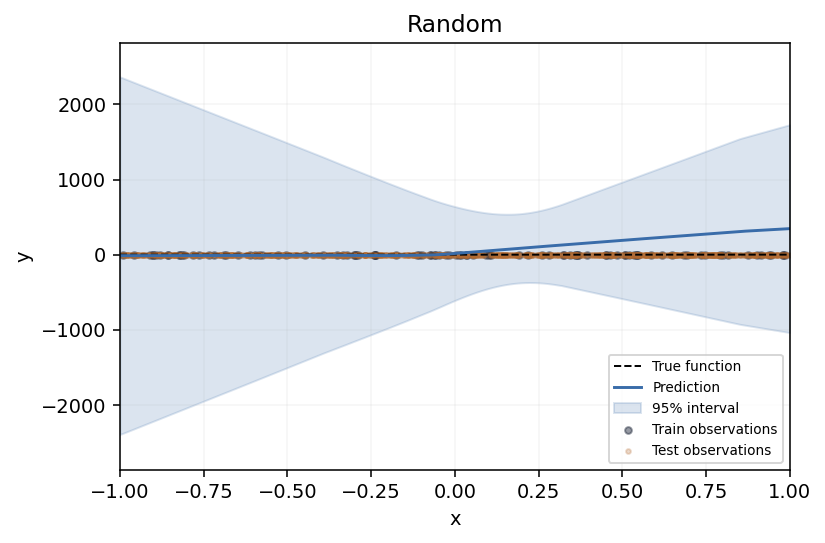 Random
2000
1000
0
−1000
−2000
y
−1.00 −0.75 −0.50 −0.25 0.00 0.25 0.50 0.75 1.00
x
True function
Prediction
95% interval
Train observations
Test observations